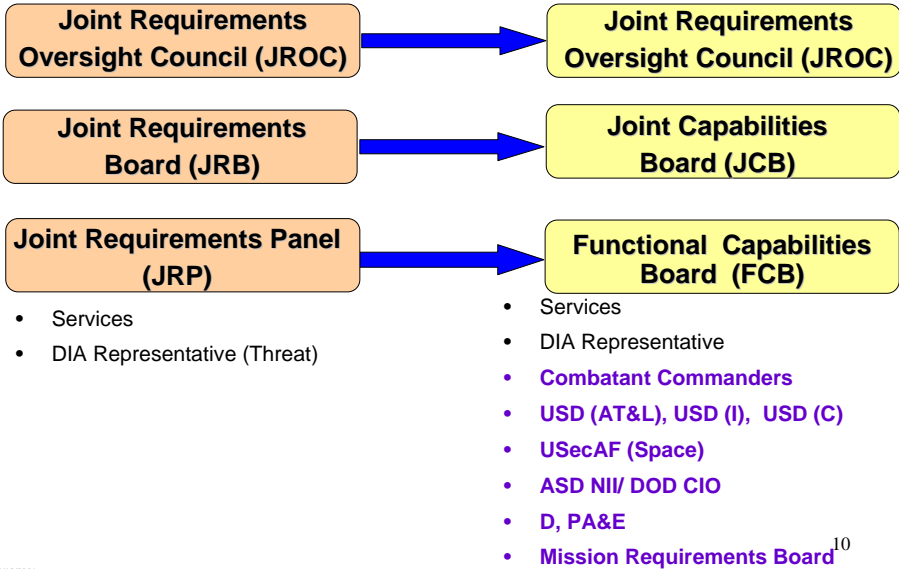 Joint Requirements
Oversight Council (JROC)
Joint Requirements
Oversight Council (JROC)
Joint Requirements
Board (JRB)
Joint Capabilities
Board (JCB)
Joint Requirements Panel
(JRP)
Functional Capabilities
Board (FCB)
• Services
• DIA Representative (Threat)
• Services
• DIA Representative
• Combatant Commanders
• USD (AT&L), USD (I), USD (C)
• USecAF (Space)
• ASD NII/ DOD CIO
• D, PA&E
• Mission Requirements Board
10